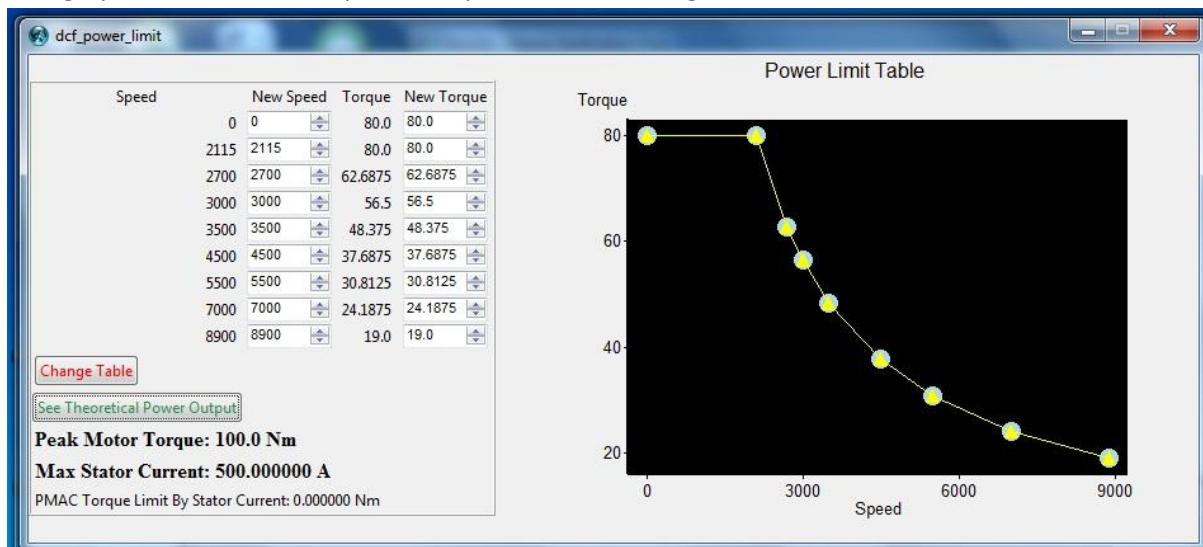 dcf_power_limit
Speed New Speed Torque New Torque
0 0 80.0 80.0
2115 2115 80.0 80.0
2700 2700 62.6875 62.6875
3000 3000 56.5 56.5
3500 3500 48.375 48.375
4500 4500 37.6875 37.6875
5500 5500 30.8125 30.8125
7000 7000 24.1875 24.1875
8900 8900 19.0 19.0
Change Table
See Theoretical Power Output
Peak Motor Torque: 100.0 Nm
Max Stator Current: 500.000000 A
PMAC Torque Limit By Stator Current: 0.000000 Nm
Power Limit Table
Torque
80
60
40
20
0 3000 6000 9000
Speed